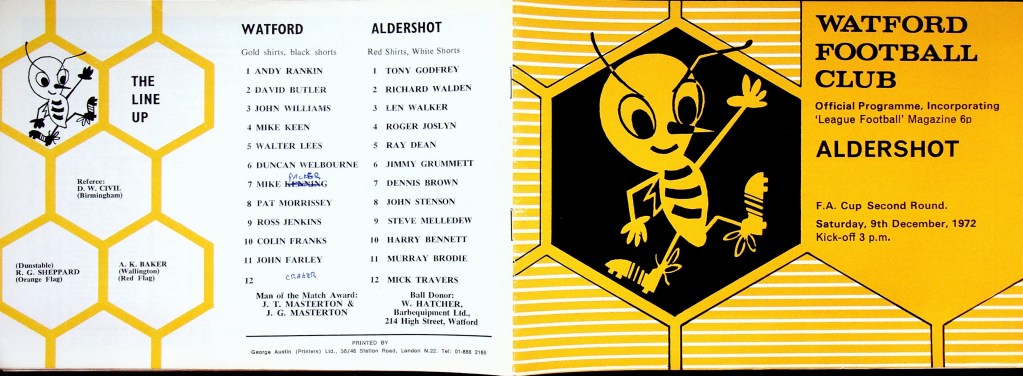 THE
LINE
UP
Referee:
D. W. CIVIL
(Birmingham)
(Dunstable)
R. G. SHEPPARD
(Orange Flag)
A. K. BAKER
(Wallington)
(Red Flag)
WATFORD
Gold shirts, black shorts
1 ANDY RANKIN
2 DAVID BUTLER
3 JOHN WILLIAMS
4 MIKE KEEN
5 WALTER LEES
6 DUNCAN WELBOURNE
PACKER
7 MIKE KENNING
8 PAT MORRISSEY
9 ROSS JENKINS
10 COLIN FRANKS
11 JOHN FARLEY
12
Man of the Match Award:
J. T. MASTERTON &
J. G. MASTERTON
ALDERSHOT
Red Shirts, White Shorts
1 TONY GODFREY
2 RICHARD WALDEN
3 LEN WALKER
4 ROGER JOSLYN
5 RAY DEAN
6 JIMMY GRUMMETT
7 DENNIS BROWN
8 JOHN STENSON
9 STEVE MELLEDEW
10 HARRY BENNETT
11 MURRAY BRODIE
12 MICK TRAVERS
Ball Donor:
W. HATCHER,
Barbequipment Ltd.,
214 High Street, Watford
PRINTED BY
George Austin (Printers) Ltd., 38/46 Station Road, London N.22. Tel: 01-888 2186
WATFORD
FOOTBALL
CLUB
Official Programme, Incorporating
'League Football' Magazine 6p
ALDERSHOT
F.A. Cup Second Round.
Saturday, 9th December, 1972
Kick-off 3 p.m.